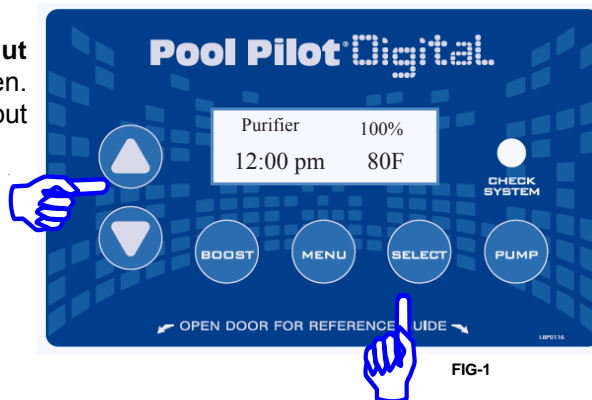 ut
en.
out
Pool Pilot® Digital
Purifier 100%
12:00 pm 80F
CHECK
SYSTEM
BOOST MENU SELECT PUMP
OPEN DOOR FOR REFERENCE UIDE
LBP0116
FIG-1